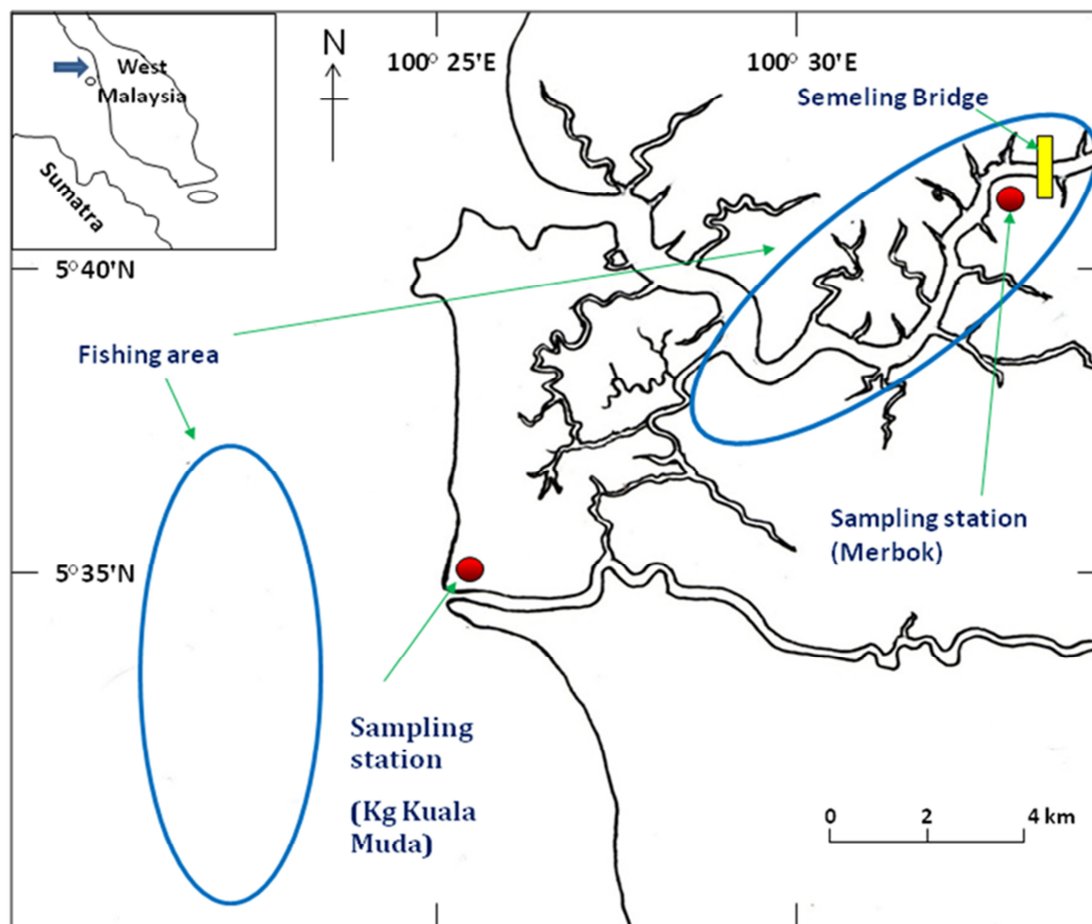 West
Malaysia
Sumatra
N
100° 25'E
100° 30'E
Semeling Bridge
5°40'N
Fishing area
Sampling station
(Merbok)
5°35'N
Sampling
station
(Kg Kuala
Muda)
0 2 4 km